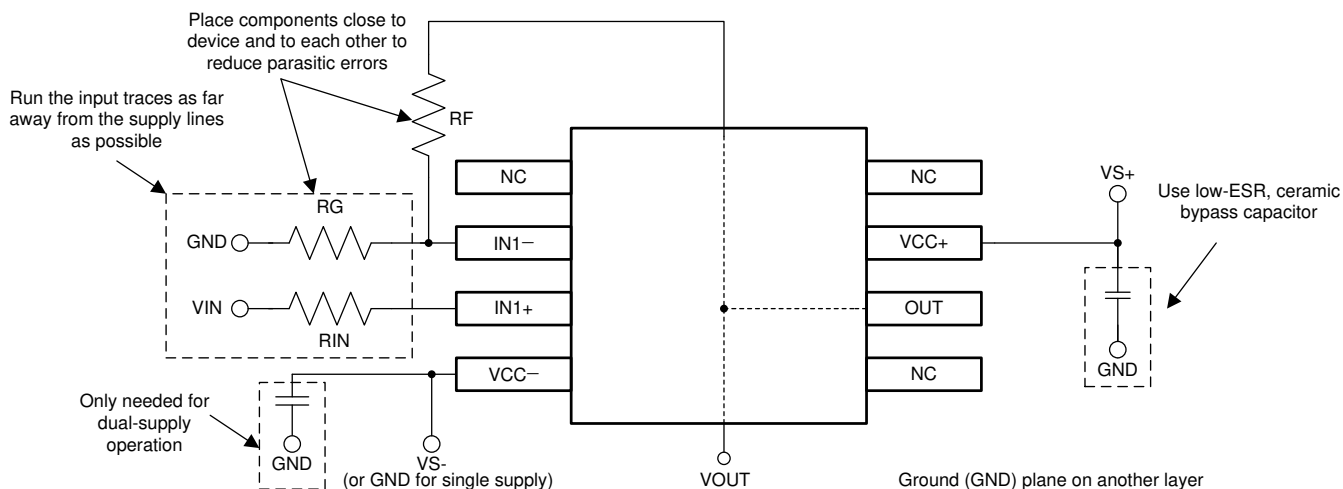 Place components close to
device and to each other to
reduce parasitic errors
Run the input traces as far
away from the supply lines
as possible
RF
NC
NC
VS+
Use low-ESR, ceramic
bypass capacitor
RG
GND
IN1−
VCC+
VIN
IN1+
OUT
RIN
GND
VCC−
NC
Only needed for
dual-supply
operation
GND
VS-
(or GND for single supply)
VOUT
Ground (GND) plane on another layer